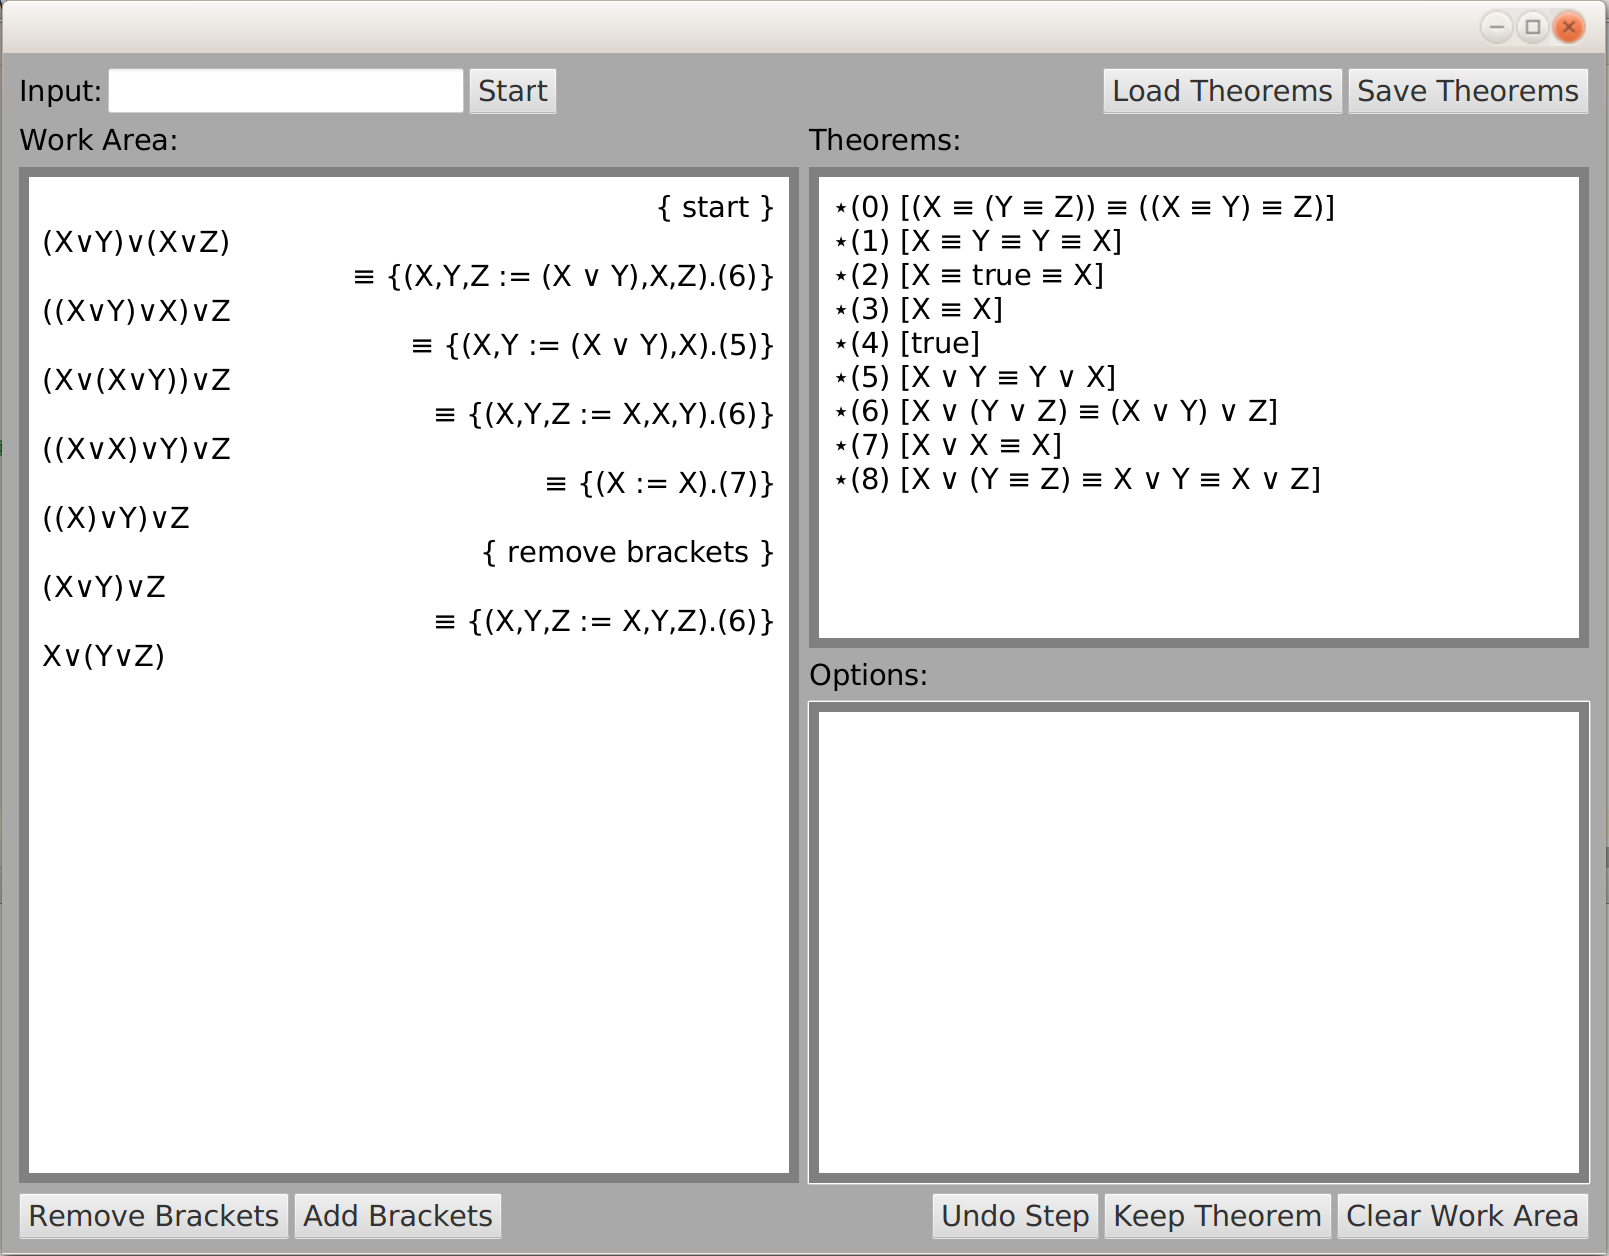 Input: Start Load Theorems Save Theorems
Work Area:
{ start }
(X∨Y)∨(X∨Z)
≡ {(X,Y,Z := (X ∨ Y),X,Z).(6)}
((X∨Y)∨X)∨Z
≡ {(X,Y := (X ∨ Y),X).(5)}
(X∨(X∨Y))∨Z
≡ {(X,Y,Z := X,X,Y).(6)}
((X∨X)∨Y)∨Z
≡ {(X := X).(7)}
((X)∨Y)∨Z
{ remove brackets }
(X∨Y)∨Z
≡ {(X,Y,Z := X,Y,Z).(6)}
X∨(Y∨Z)
Theorems:
⋆(0) [(X ≡ (Y ≡ Z)) ≡ ((X ≡ Y) ≡ Z)]
⋆(1) [X ≡ Y ≡ Y ≡ X]
⋆(2) [X ≡ true ≡ X]
⋆(3) [X ≡ X]
⋆(4) [true]
⋆(5) [X ∨ Y ≡ Y ∨ X]
⋆(6) [X ∨ (Y ∨ Z) ≡ (X ∨ Y) ∨ Z]
⋆(7) [X ∨ X ≡ X]
⋆(8) [X ∨ (Y ≡ Z) ≡ X ∨ Y ≡ X ∨ Z]
Options:
Remove Brackets Add Brackets Undo Step Keep Theorem Clear Work Area